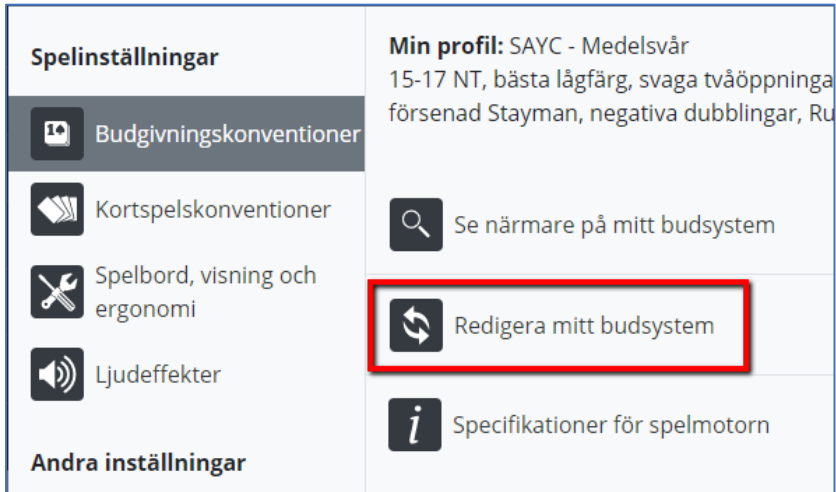 Spelinställningar
Budgivningskonventioner
Kortspelskonventioner
Spelbord, visning och
ergonomi
Ljudeffekter
Andra inställningar
Min profil: SAYC - Medelsvår
15-17 NT, bästa lågfärg, svaga tvåöppninga
försenad Stayman, negativa dubblingar, Ru
Se närmare på mitt budsystem
Redigera mitt budsystem
Specifikationer för spelmotorn